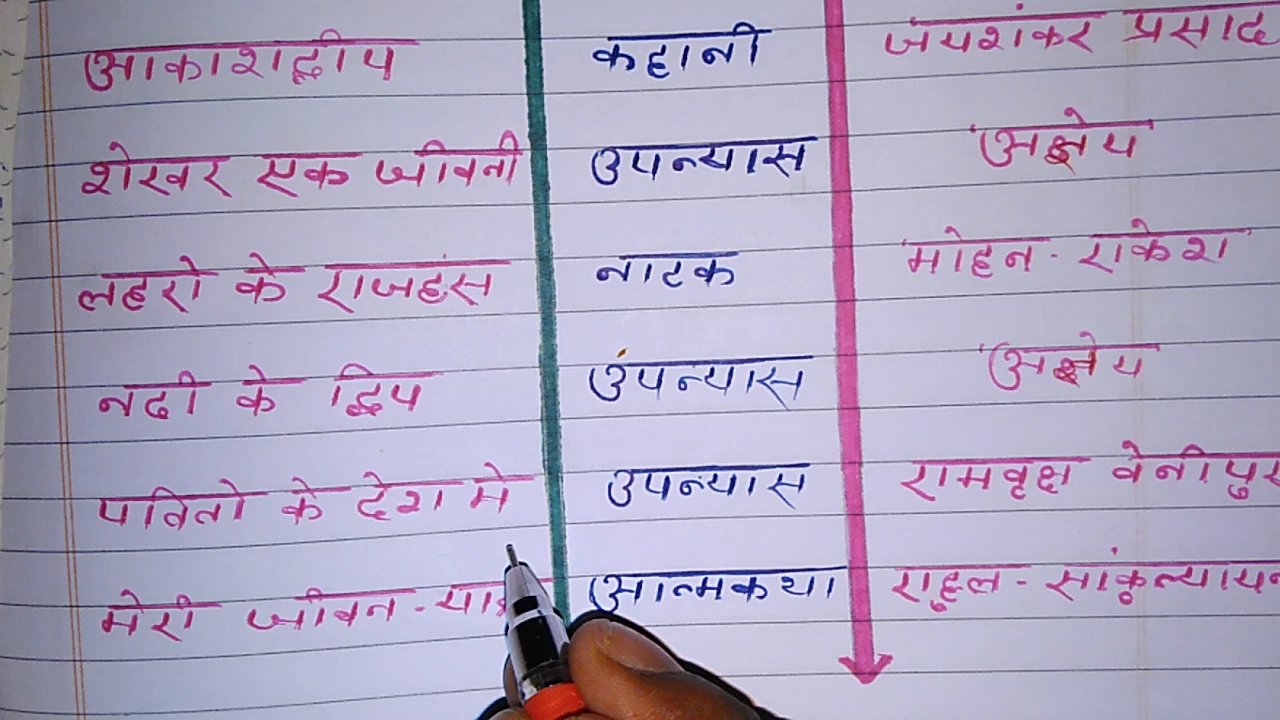 आकाशद्वीप कहानी जयशंकर प्रसाद
शेखर एक जीवनी उपन्यास 'अज्ञेय'
लहरो के राजहंस नाटक 'मोहन - राकेश'
नदी के द्विप उंपन्यास 'अज्ञेय'
पवितो के देश मे उपन्यास रामवृक्ष वेनीपुर
मेरी जीवन - या आत्मकथा राहुल - सांकृत्यायन